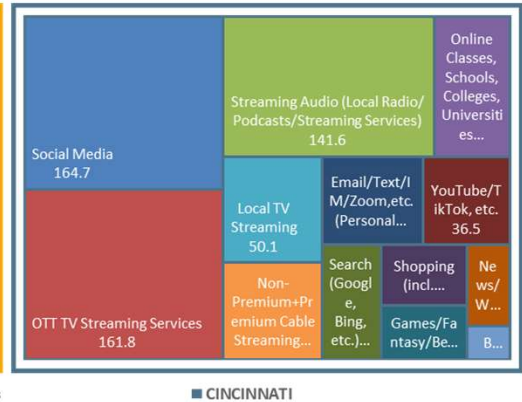 Social Media
164.7
OTT TV Streaming Services
161.8
Streaming Audio (Local Radio/
Podcasts/Streaming Services)
141.6
Online
Classes,
Schools,
Colleges,
Universiti
es...
Local TV
Streaming
50.1
Email/Text/I
M/Zoom,etc.
(Personal...
YouTube/T
ikTok, etc.
36.5
Non-
Premium+Pr
emium Cable
Streaming...
Search
(Googl
e,
Bing,
etc.)...
Shopping
(incl....
Ne
ws/
W...
Games/Fa
ntasy/Be...
B...
CINCINNATI